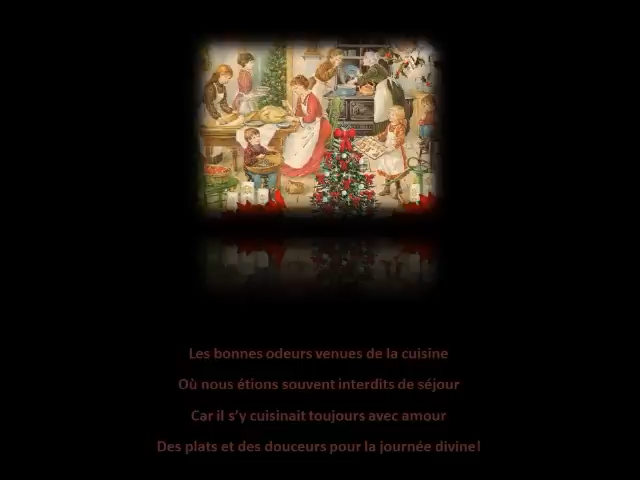 Les bonnes odeurs venues de la cuisine
Où nous étions souvent interdits de séjour
Car il s'y cuisinait toujours avec amour
Des plats et des douceurs pour la journée divine!